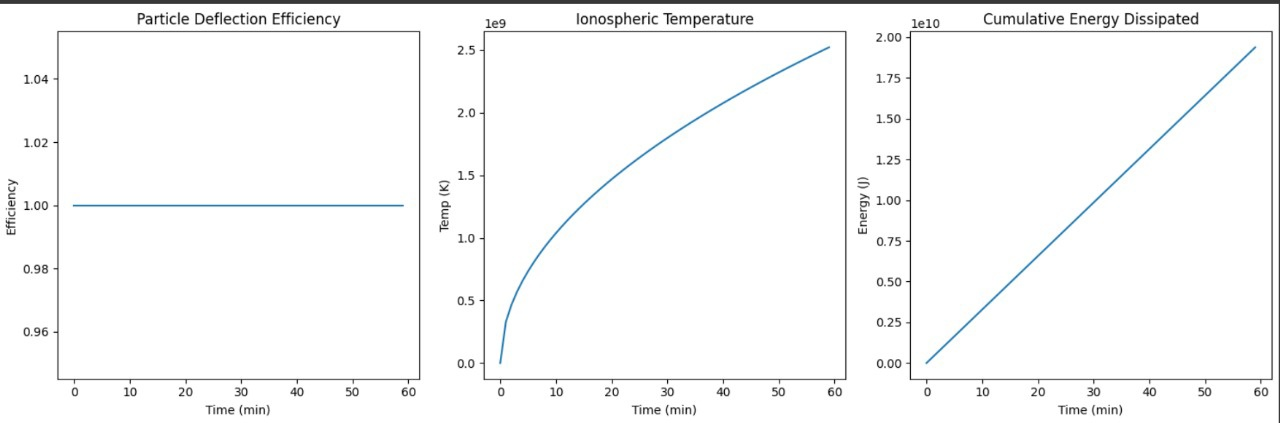 Particle Deflection Efficiency
Efficiency
1.04
1.02
1.00
0.98
0.96
0 10 20 30 40 50 60
Time (min)
Ionospheric Temperature
1e9
Temp (K)
2.5
2.0
1.5
1.0
0.5
0.0
0 10 20 30 40 50 60
Time (min)
Cumulative Energy Dissipated
1e10
Energy (J)
2.00
1.75
1.50
1.25
1.00
0.75
0.50
0.25
0.00
0 10 20 30 40 50 60
Time (min)